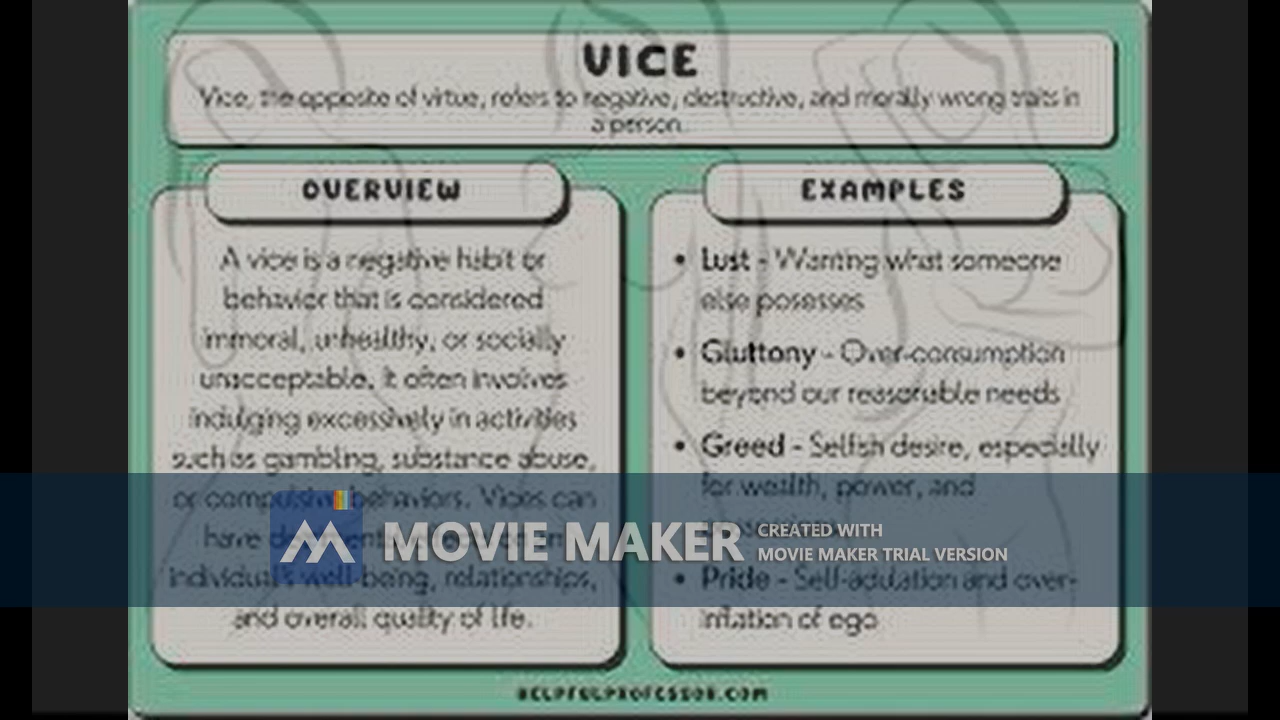 VICE
Vice, the opposite of virtue, refers to negative, destructive, and morally wrong traits in
a person.
OVERVIEW
A vice is a negative habit or
behavior that is considered
immoral, unhealthy, or socially
unacceptable. It often involves
indulging excessively in activities
such as gambling, substance abuse,
or compulsive behaviors. Vices can
have
individual's well-being, relationships,
and overall quality of life.
EXAMPLES
• Lust - Wanting what someone
else posesses
• Gluttony - Over-consumption
beyond our reasonable needs
• Greed - Selfish desire, especially
for wealth, power, and
• Pride - Self-adulation and over-
inflation of ego
MOVIE MAKER
CREATED WITH
MOVIE MAKER TRIAL VERSION
HELPFULPROFESSOR.COM